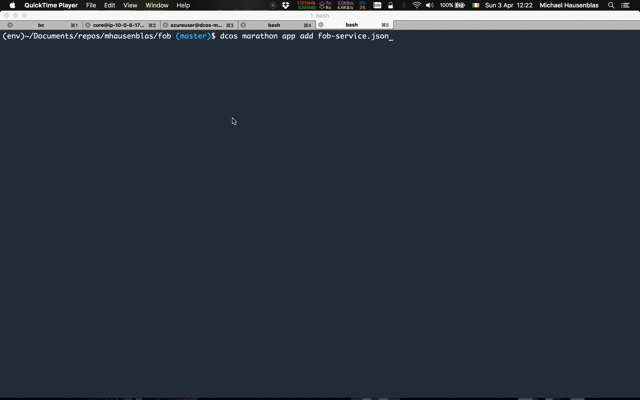 QuickTime Player File Edit View Window Help 100% Sun 3 Apr 12:22 Michael Hausenblas
1. bash
bc ⌘1 core@ip-10-0-6-17... ⌘2 azureuser@dcos-m... ⌘3 bash ⌘4 bash ⌘5
(env)~/Documents/repos/mhausenblas/fob (master)$ dcos marathon app add fob-service.json_